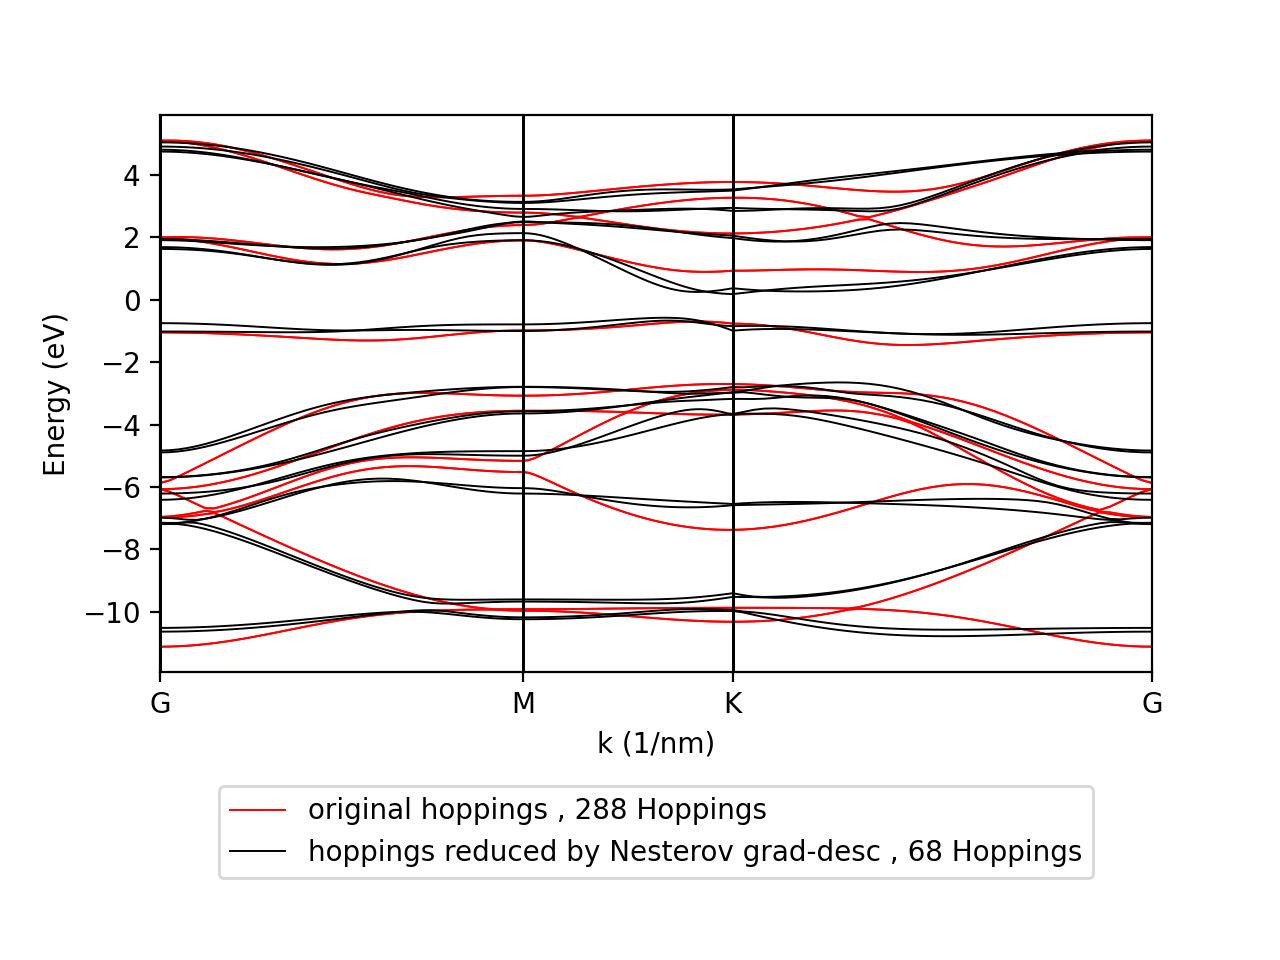 4
2
0
−2
−4
−6
−8
−10
Energy (eV)
G M K G
k (1/nm)
original hoppings , 288 Hoppings
hoppings reduced by Nesterov grad-desc , 68 Hoppings